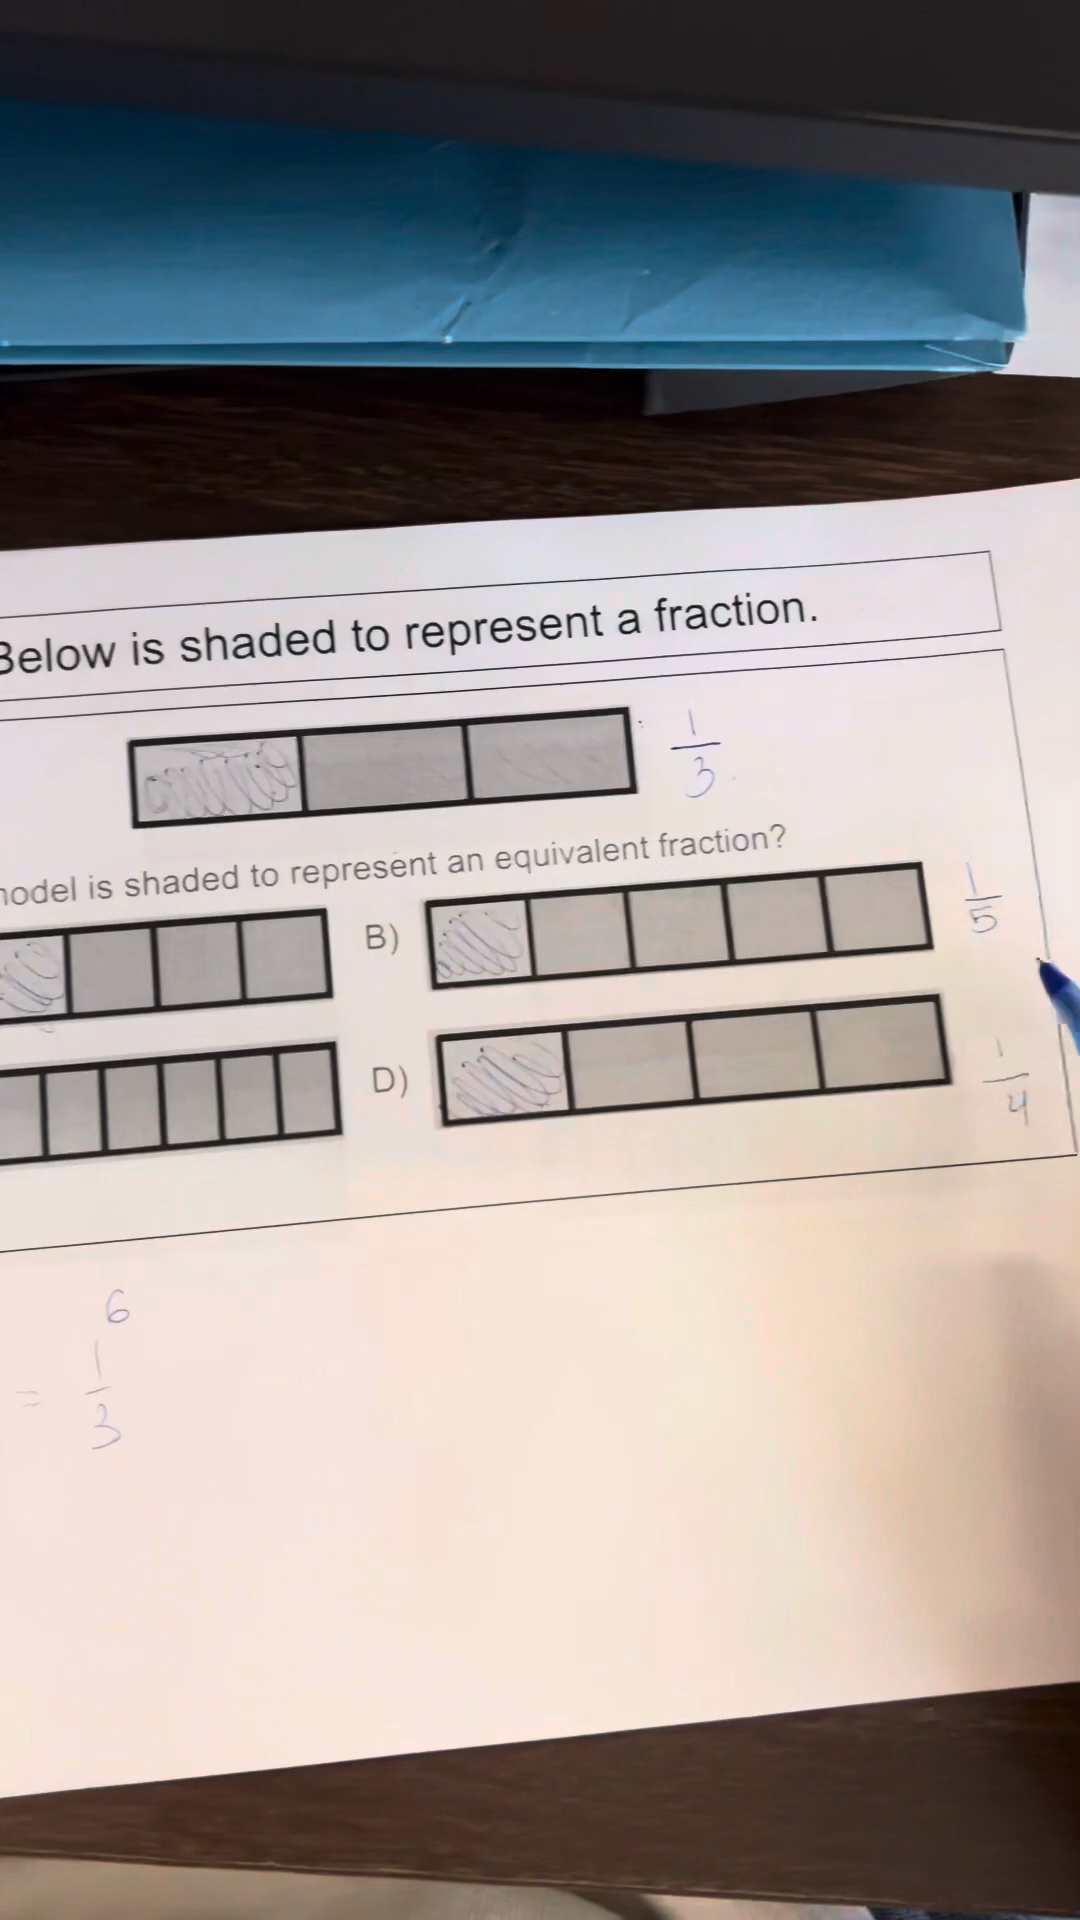 Below is shaded to represent a fraction.
1
3
model is shaded to represent an equivalent fraction?
B)
1
5
D)
1
4
6
= 1
3